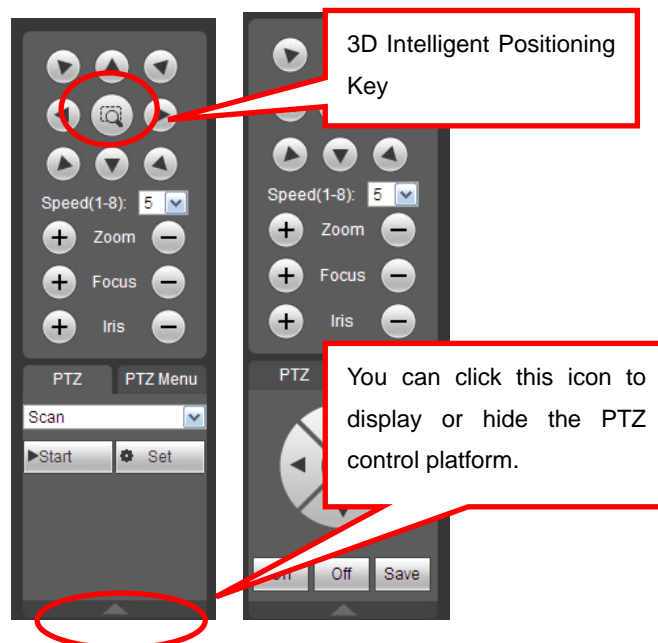 3D Intelligent Positioning
Key
Speed(1-8): 5
Zoom
Focus
Iris
PTZ PTZ Menu
Scan
Start Set
Speed(1-8): 5
Zoom
Focus
Iris
PTZ
You can click this icon to
display or hide the PTZ
control platform.
Off Save